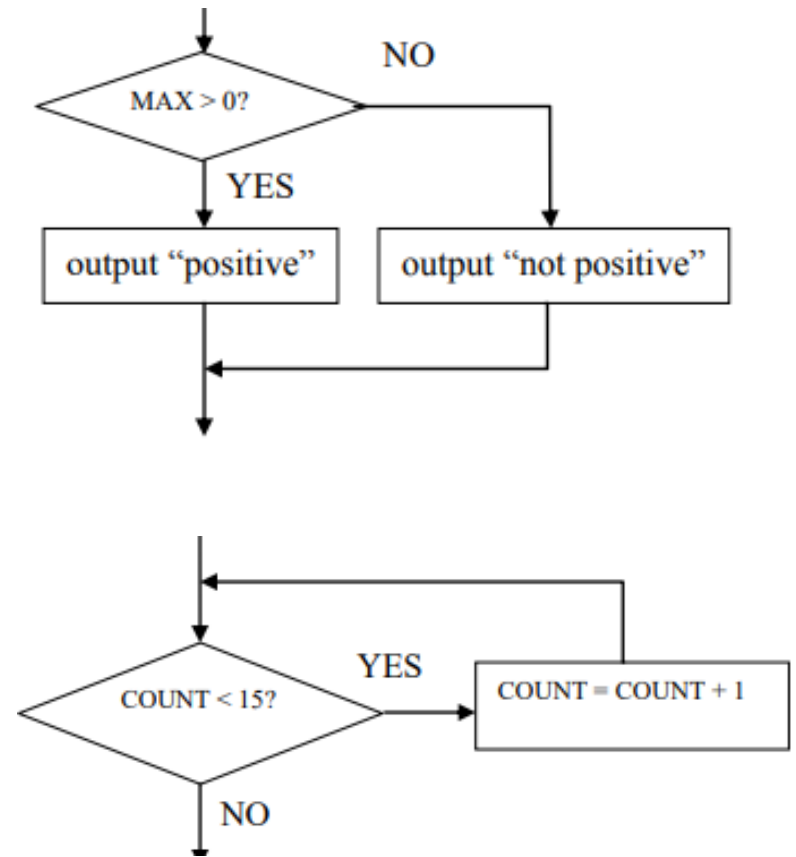 NO
MAX > 0?
YES
output “positive”
output “not positive”
YES
COUNT < 15?
COUNT = COUNT + 1
NO